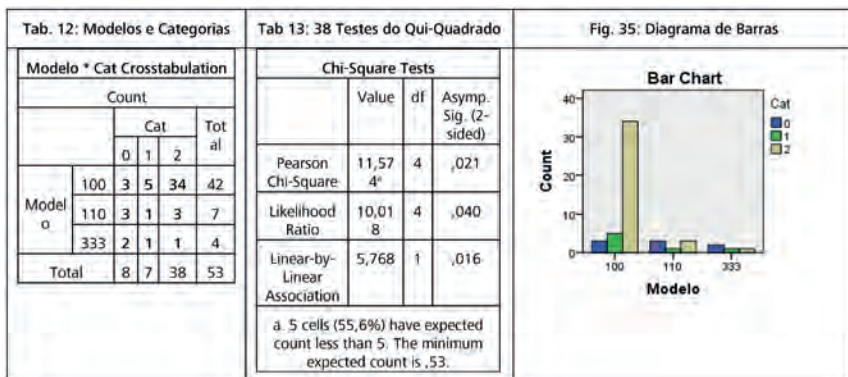 Tab. 12: Modelos e Categorias
Modelo * Cat Crosstabulation
Count
Cat Tot
0 1 2 al
100 3 5 34 42
Model 110 3 1 3 7
o
333 2 1 1 4
Total 8 7 38 53
Tab 13: 38 Testes do Qui-Quadrado
Chi-Square Tests
Value df Asymp.
Sig. (2-
sided)
Pearson 11,57 4 ,021
Chi-Square 4ª
Likelihood 10,01 4 ,040
Ratio 8
Linear-by- 5,768 1 ,016
Linear
Association
a. 5 cells (55,6%) have expected
count less than 5. The minimum
expected count is ,53.
Fig. 35: Diagrama de Barras
Bar Chart
40
30
20
10
0
Count
100 110 333
Modelo
Cat
0
1
2